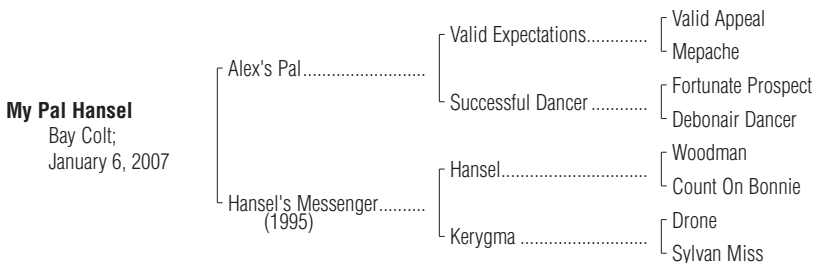 Valid Appeal
Valid Expectations.............
Mepache
Alex's Pal..........................
Fortunate Prospect
Successful Dancer ............
Debonair Dancer
My Pal Hansel
Bay Colt;
January 6, 2007
Woodman
Hansel...............................
Count On Bonnie
Hansel's Messenger..........
(1995)
Drone
Kerygma ...........................
Sylvan Miss